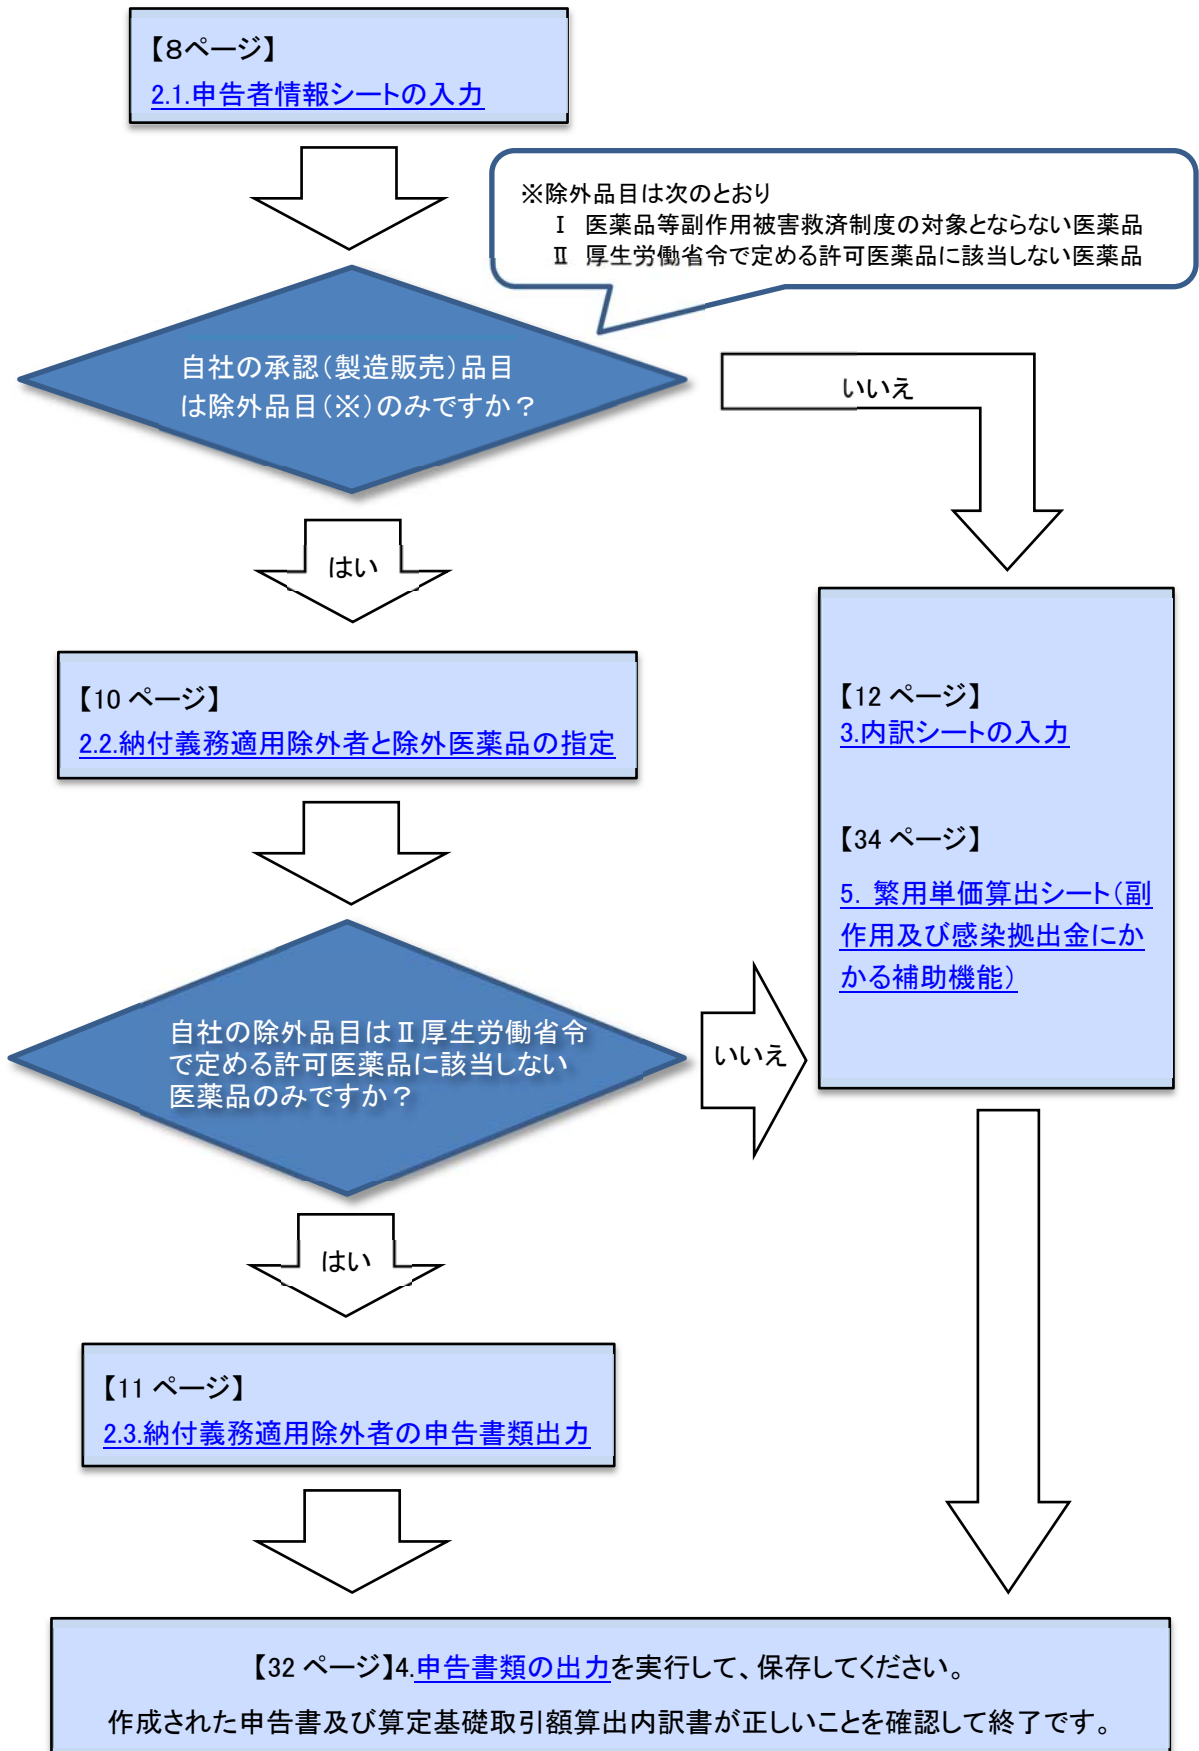 【8ページ】
2.1.申告者情報シートの入力
※除外品目は次のとおり
Ⅰ 医薬品等副作用被害救済制度の対象とならない医薬品
Ⅱ 厚生労働省令で定める許可医薬品に該当しない医薬品
自社の承認(製造販売)品目
は除外品目(※)のみですか?
いいえ
はい
【10 ページ】
2.2.納付義務適用除外者と除外医薬品の指定
【12 ページ】
3.内訳シートの入力
【34 ページ】
5. 繁用単価算出シート(副
作用及び感染拠出金にか
かる補助機能)
自社の除外品目はⅡ厚生労働省令
で定める許可医薬品に該当しない
医薬品のみですか?
いいえ
はい
【11 ページ】
2.3.納付義務適用除外者の申告書類出力
【32 ページ】4.申告書類の出力を実行して、保存してください。
作成された申告書及び算定基礎取引額算出内訳書が正しいことを確認して終了です。